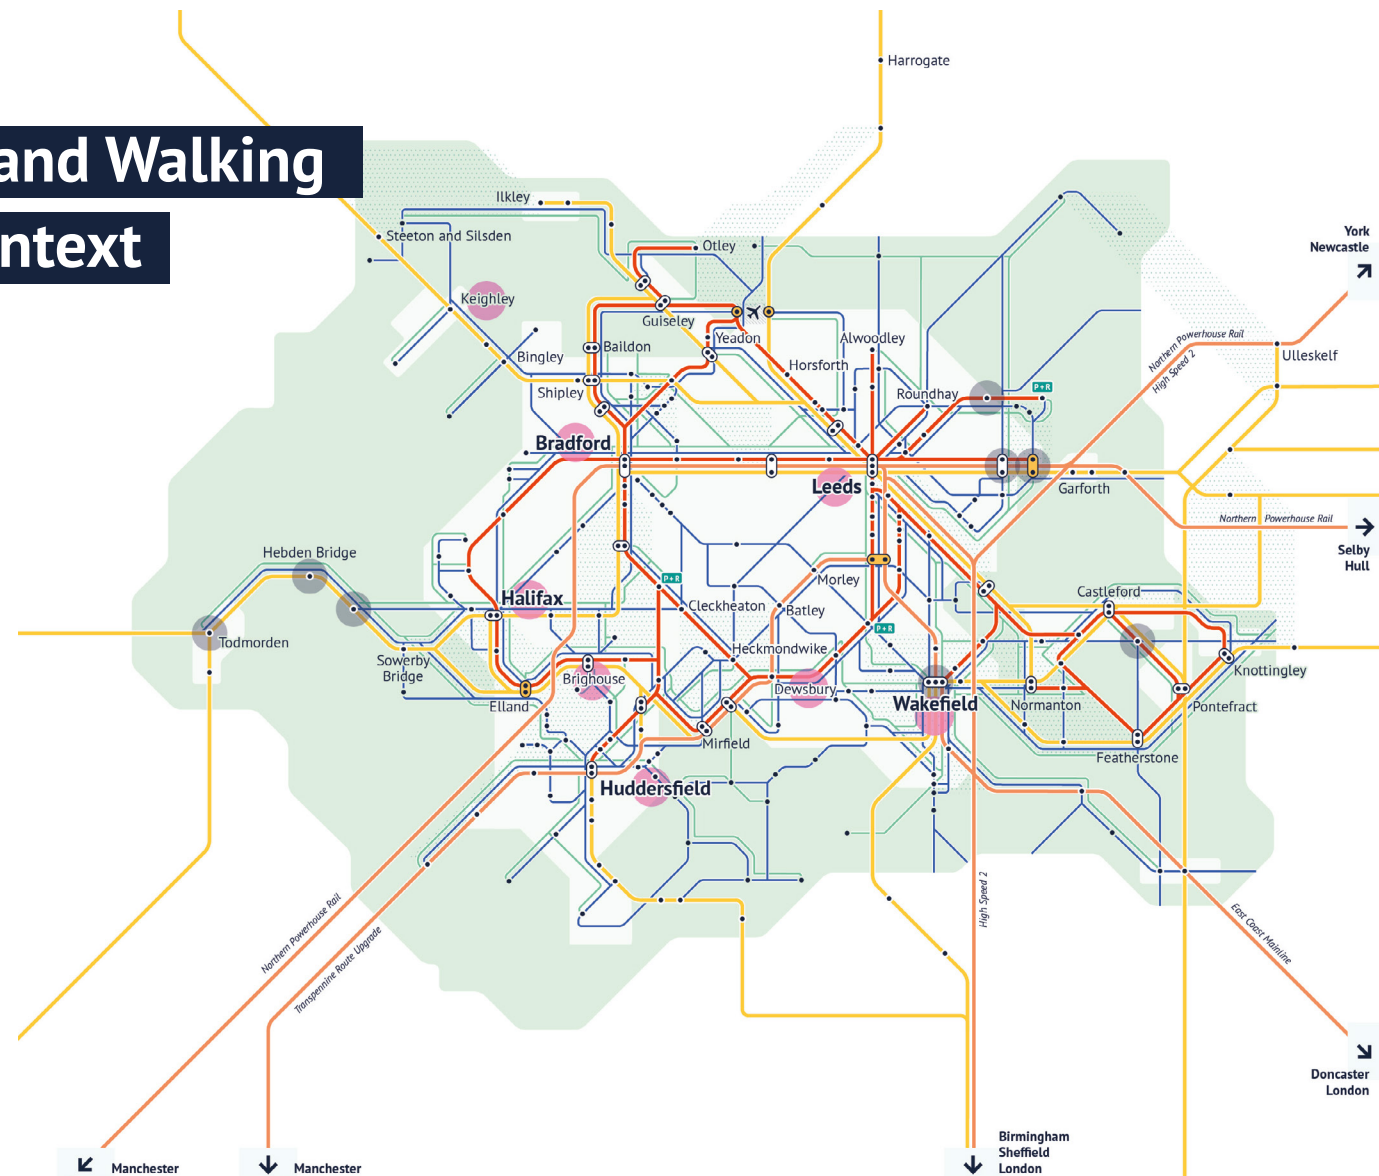 and Walking
ntext
Harrogate
Ilkley
Steeton and Silsden
Otley
York
Newcastle
Keighley
Guiseley
Yeadon
Alwoodley
Baildon
Bingley
Horsforth
Northern Powerhouse Rail
High Speed 2
Ulleskelf
Shipley
Roundhay
P+R
Bradford
Leeds
Garforth
Northern Powerhouse Rail
Selby
Hull
Hebden Bridge
P+R
Morley
Castleford
Halifax
Cleckheaton
Batley
P+R
Todmorden
Heckmondwike
Sowerby
Bridge
Knottingley
Brighouse
Dewsbury
Wakefield
Elland
Normanton
Pontefract
Mirfield
Featherstone
Huddersfield
High Speed 2
Northern Powerhouse Rail
Transpennine Route Upgrade
East Coast Mainline
Doncaster
London
Birmingham
Sheffield
London
Manchester
Manchester